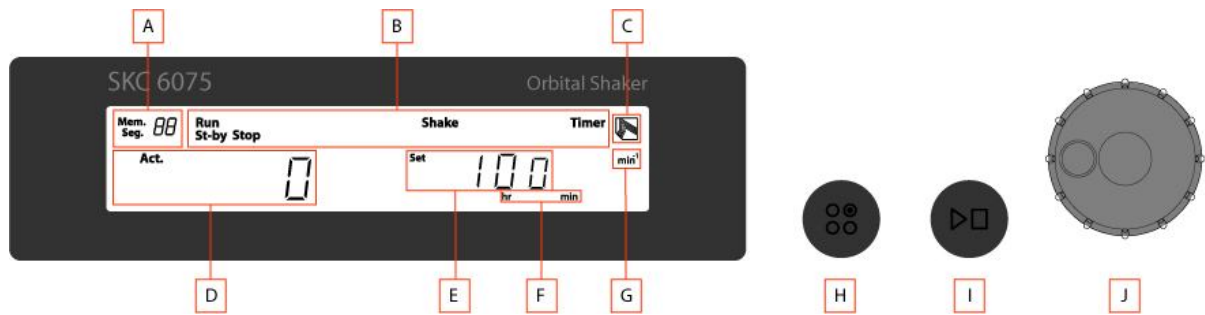 A
B
C
SKC 6075
Orbital Shaker
Mem. 88 Run Shake Timer
Seg. St-by Stop
Act. Set min⁻¹
0 100
hr min
D
E
F
G
H
I
J